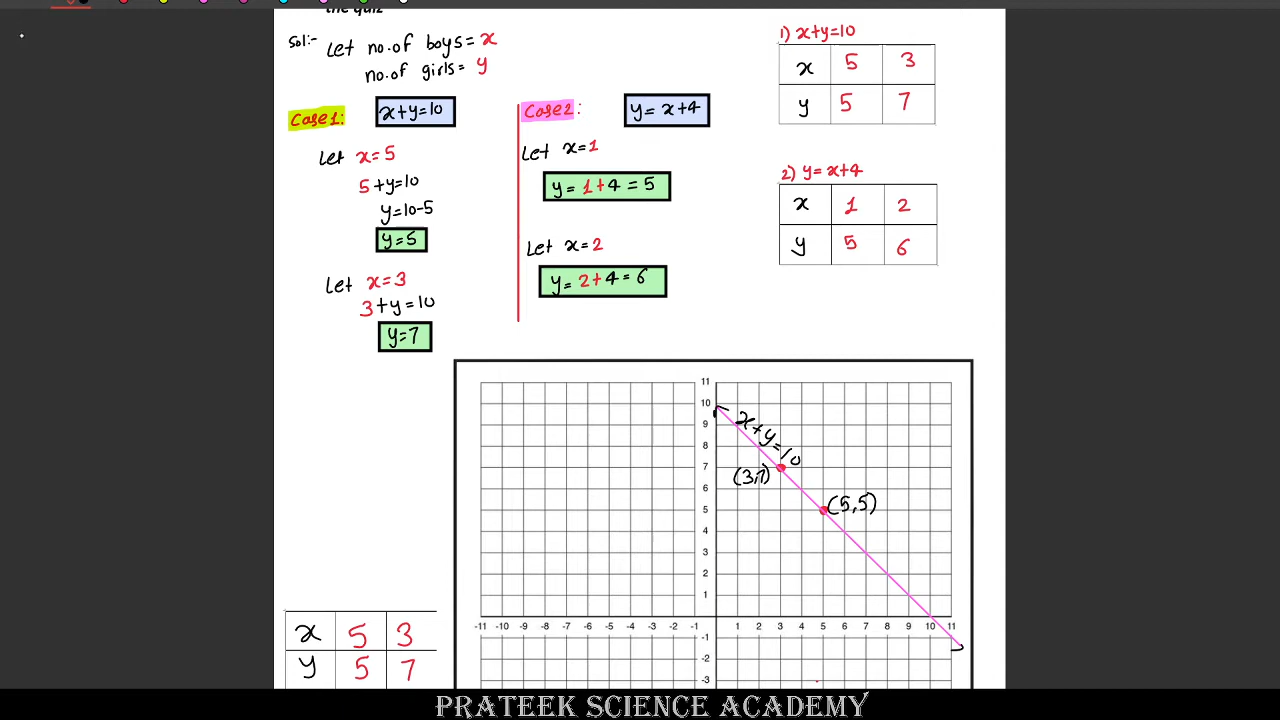 the quiz
Sol:- Let no.of boys = x
no.of girls = y
Case1: x+y=10
Let x=5
5+y=10
y=10-5
y=5
Let x=3
3+y=10
y=7
Case2: y=x+4
Let x=1
y=1+4=5
Let x=2
y=2+4=6
1) x+y=10
x 5 3
y 5 7
2) y=x+4
x 1 2
y 5 6
11
10
9
8
7
6
5
4
3
2
1
x+y=10
(3,7)
(5,5)
-11 -10 -9 -8 -7 -6 -5 -4 -3 -2 -1 1 2 3 4 5 6 7 8 9 10 11
-1
-2
-3
x 5 3
y 5 7
PRATEEK SCIENCE ACADEMY